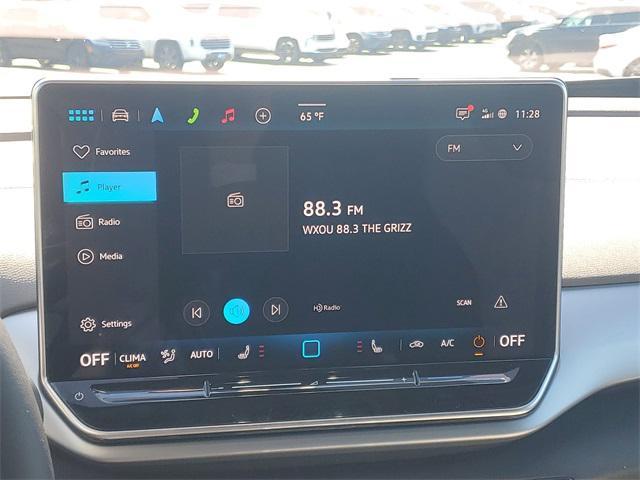 65 °F
4G
11:28
Favorites
FM
Player
88.3 FM
WXOU 88.3 THE GRIZZ
Radio
Media
HD Radio
SCAN
Settings
OFF CLIMA AUTO A/C OFF
A/C OFF